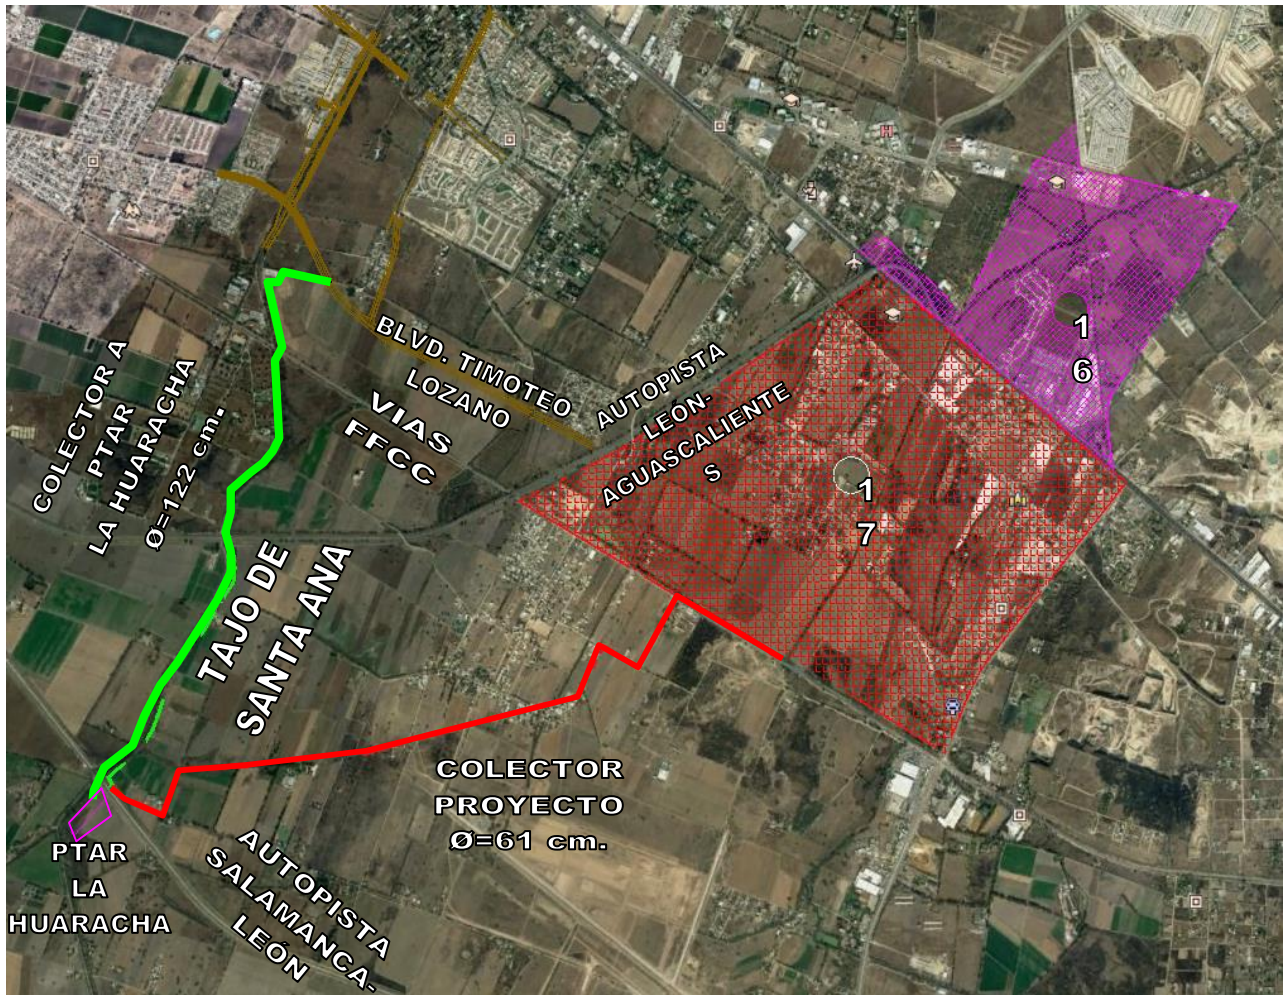 1
6
BLVD. TIMOTEO
LOZANO
AUTOPISTA
LEÓN-
AGUASCALIENTE
S
VIAS
FFCC
COLECTOR A
PTAR
LA HUARACHA
Ø=122 cm.
1
7
TAJO DE
SANTA ANA
COLECTOR
PROYECTO
Ø=61 cm.
PTAR
LA
HUARACHA
AUTOPISTA
SALAMANCA-
LEÓN
H